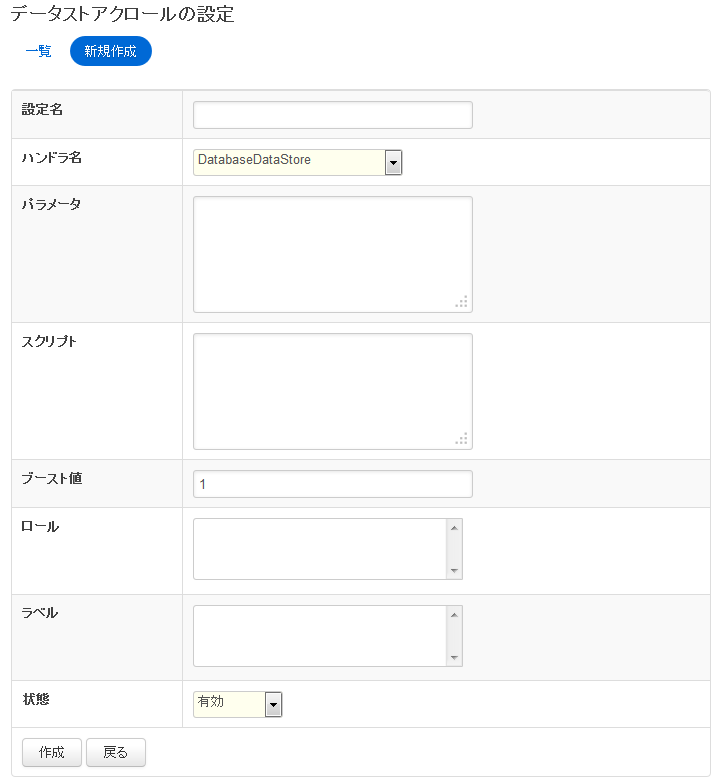 データストアクロールの設定
一覧 新規作成
設定名
ハンドラ名 DatabaseDataStore
パラメータ
スクリプト
ブースト値 1
ロール
ラベル
状態 有効
作成 戻る